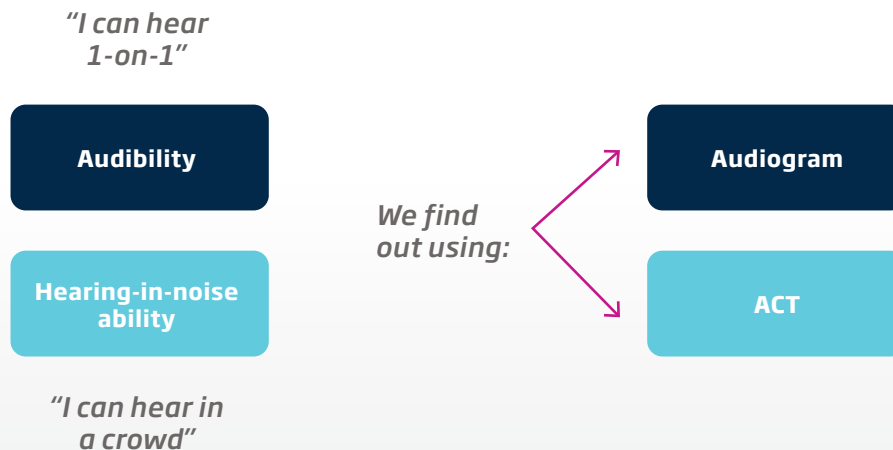 “I can hear
1-on-1”
Audibility
Hearing-in-noise
ability
“I can hear in
a crowd”
We find
out using:
Audiogram
ACT